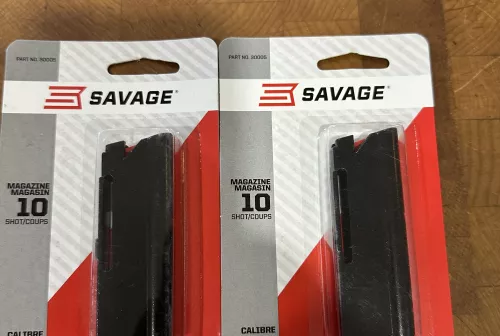 PART NO. 90005
SAVAGE®
MAGAZINE
MAGASIN
10
SHOT/COUPS
CALIBRE
PART NO. 90005
SAVAGE®
MAGAZINE
MAGASIN
10
SHOT/COUPS
CALIBRE